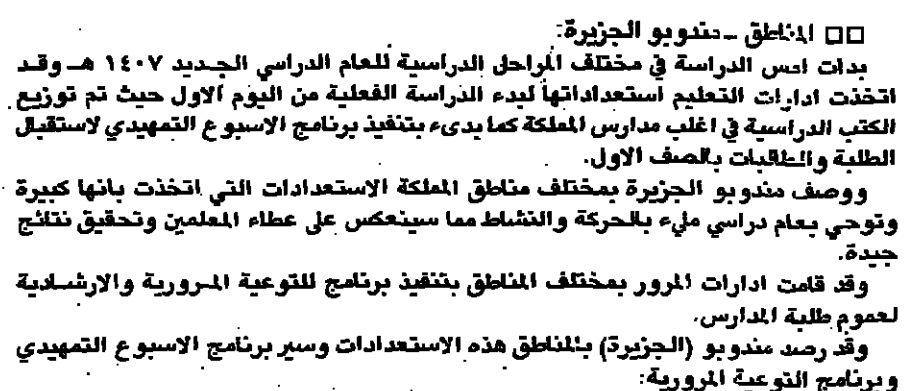 □□ المناطق ــ مندوبو الجزيرة:
بدات امس الدراسة في مختلف المراحل الدراسية للعام الدراسي الجديد ١٤٠٧ هــ وقد
اتخذت ادارات التعليم استعداداتها لبدء الدراسة الفعلية من اليوم الاول حيث تم توزيع
الكتب الدراسية في اغلب مدارس المملكة كما بدىء بتنفيذ برنامج الاسبوع التمهيدي لاستقبال
الطلبة والطالبات بالصف الاول.
ووصف مندوبو الجزيرة بمختلف مناطق المملكة الاستعدادات التي اتخذت بانها كبيرة
وتوحي بعام دراسي مليء بالحركة والنشاط مما سينعكس على عطاء المعلمين وتحقيق نتائج
جيدة.
وقد قامت ادارات المرور بمختلف المناطق بتنفيذ برنامج للتوعية المرورية والارشادية
لعموم طلبة المدارس.
وقد رصد مندوبو (الجزيرة) بالمناطق هذه الاستعدادات وسير برنامج الاسبوع التمهيدي
وبرنامج التوعية المرورية: